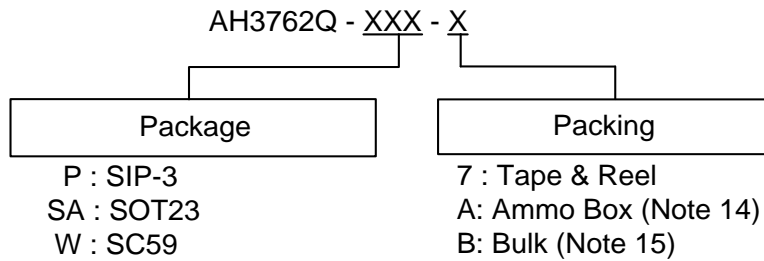 AH3762Q - XXX - X
Package
Packing
P : SIP-3
SA : SOT23
W : SC59
7 : Tape & Reel
A: Ammo Box (Note 14)
B: Bulk (Note 15)